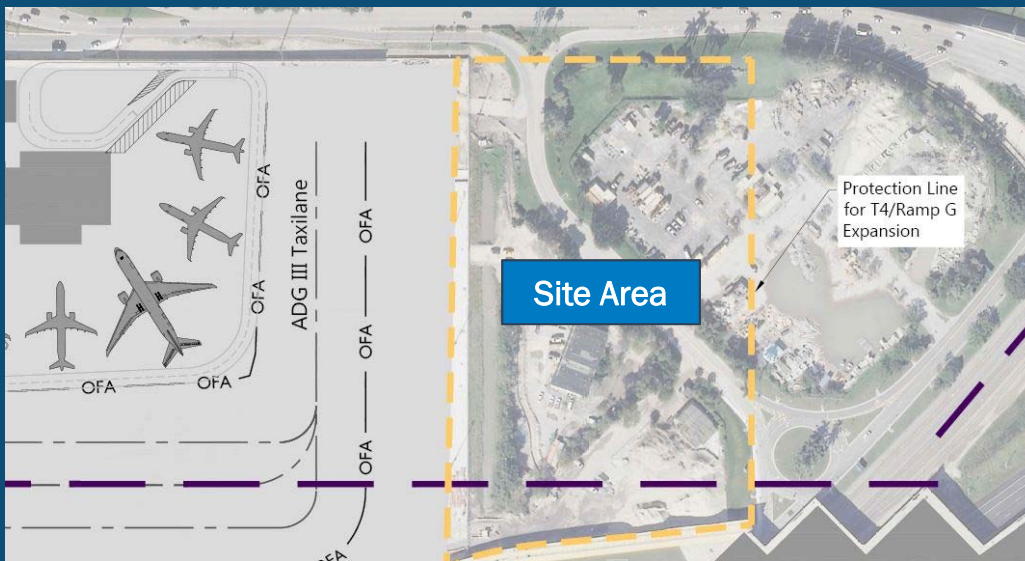 OFA
ADG III Taxilane
OFA
OFA
OFA
OFA
OFA
OFA
OFA
OFA
Site Area
Protection Line
for T4/Ramp G
Expansion